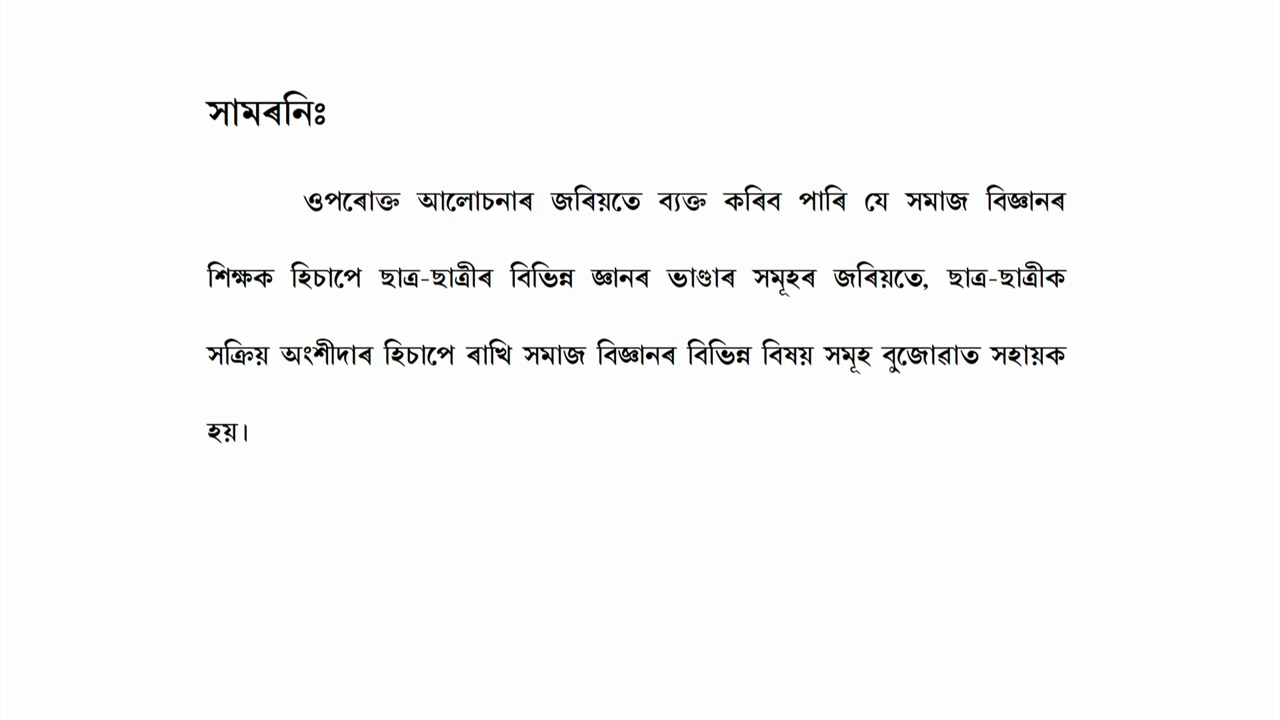 সামৰনিঃ
ওপৰোক্ত আলোচনাৰ জৰিয়তে ব্যক্ত কৰিব পাৰি যে সমাজ বিজ্ঞানৰ
শিক্ষক হিচাপে ছাত্ৰ-ছাত্ৰীৰ বিভিন্ন জ্ঞানৰ ভাণ্ডাৰ সমূহৰ জৰিয়তে, ছাত্ৰ-ছাত্ৰীক
সক্ৰিয় অংশীদাৰ হিচাপে ৰাখি সমাজ বিজ্ঞানৰ বিভিন্ন বিষয় সমূহ বুজোৱাত সহায়ক
হয়।